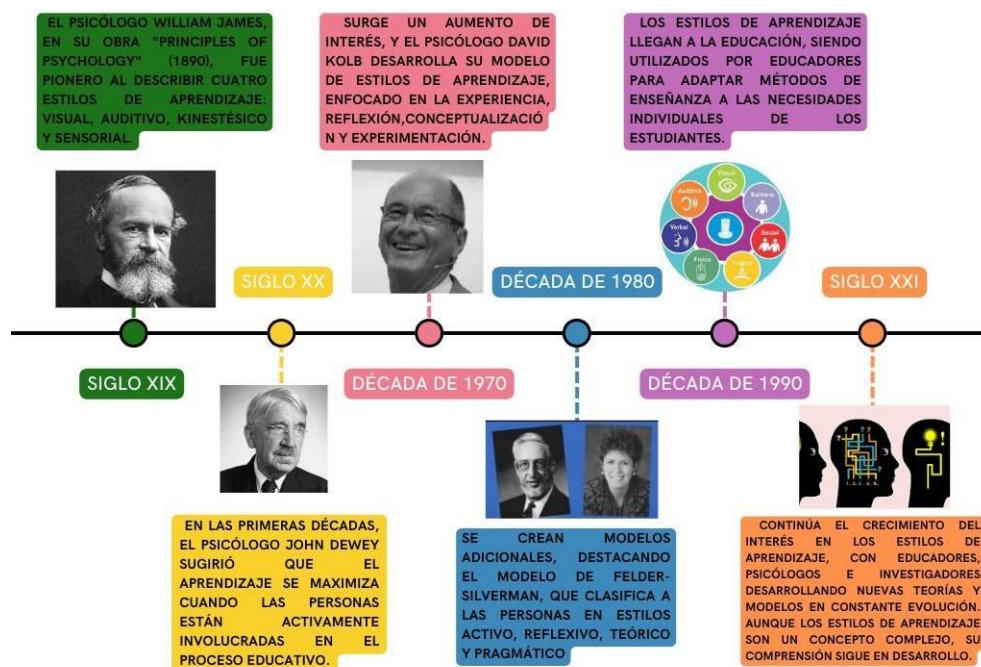 EL PSICÓLOGO WILLIAM JAMES,
EN SU OBRA "PRINCIPLES OF
PSYCHOLOGY" (1890), FUE
PIONERO AL DESCRIBIR CUATRO
ESTILOS DE APRENDIZAJE:
VISUAL, AUDITIVO, KINESTÉSICO
Y SENSORIAL.
SURGE UN AUMENTO DE
INTERÉS, Y EL PSICÓLOGO DAVID
KOLB DESARROLLA SU MODELO
DE ESTILOS DE APRENDIZAJE,
ENFOCADO EN LA EXPERIENCIA,
REFLEXIÓN,CONCEPTUALIZACIÓ
N Y EXPERIMENTACIÓN.
LOS ESTILOS DE APRENDIZAJE
LLEGAN A LA EDUCACIÓN, SIENDO
UTILIZADOS POR EDUCADORES
PARA ADAPTAR MÉTODOS DE
ENSEÑANZA A LAS NECESIDADES
INDIVIDUALES DE LOS
ESTUDIANTES.
Visual
Auditivo
Solitario
Verbal
Social
Físico
Lógico
SIGLO XX
DÉCADA DE 1980
SIGLO XXI
SIGLO XIX
DÉCADA DE 1970
DÉCADA DE 1990
EN LAS PRIMERAS DÉCADAS,
EL PSICÓLOGO JOHN DEWEY
SUGIRIÓ QUE EL
APRENDIZAJE SE MAXIMIZA
CUANDO LAS PERSONAS
ESTÁN ACTIVAMENTE
INVOLUCRADAS EN EL
PROCESO EDUCATIVO.
SE CREAN MODELOS
ADICIONALES, DESTACANDO
EL MODELO DE FELDER-
SILVERMAN, QUE CLASIFICA A
LAS PERSONAS EN ESTILOS
ACTIVO, REFLEXIVO, TEÓRICO
Y PRAGMÁTICO
CONTINÚA EL CRECIMIENTO DEL
INTERÉS EN LOS ESTILOS DE
APRENDIZAJE, CON EDUCADORES,
PSICÓLOGOS E INVESTIGADORES
DESARROLLANDO NUEVAS TEORÍAS Y
MODELOS EN CONSTANTE EVOLUCIÓN.
AUNQUE LOS ESTILOS DE APRENDIZAJE
SON UN CONCEPTO COMPLEJO, SU
COMPRENSIÓN SIGUE EN DESARROLLO.